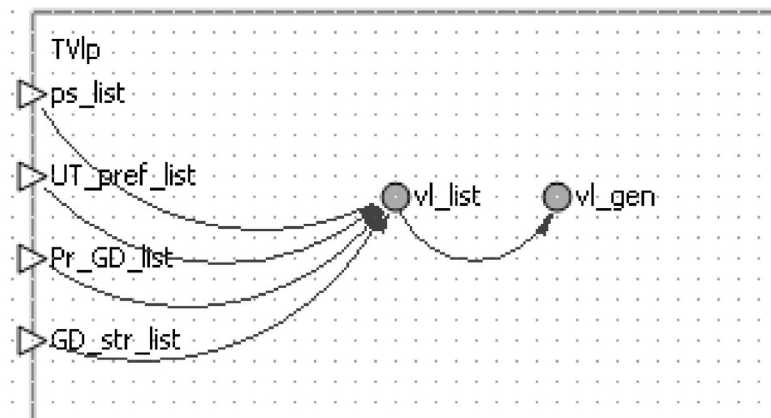 TVlp
ps_list
UT_pref_list
vl_list
vl_gen
Pr_GD_list
GD_str_list